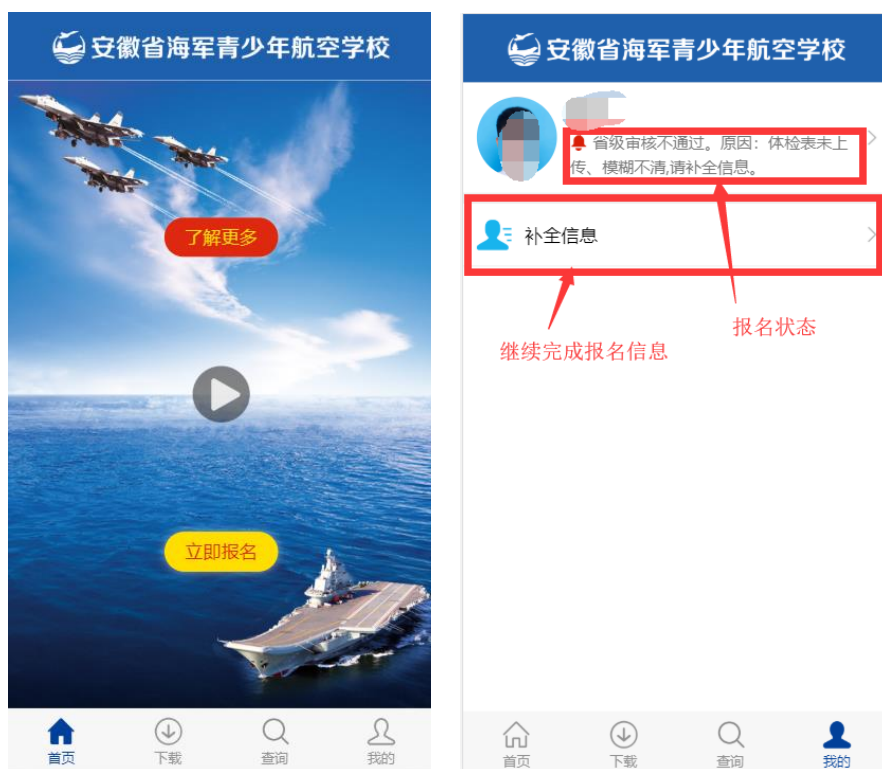 安徽省海军青少年航空学校
了解更多
立即报名
首页
下载
查询
我的
安徽省海军青少年航空学校
省级审核不通过。原因：体检表未上
传、模糊不清,请补全信息。
补全信息
报名状态
继续完成报名信息
首页
下载
查询
我的